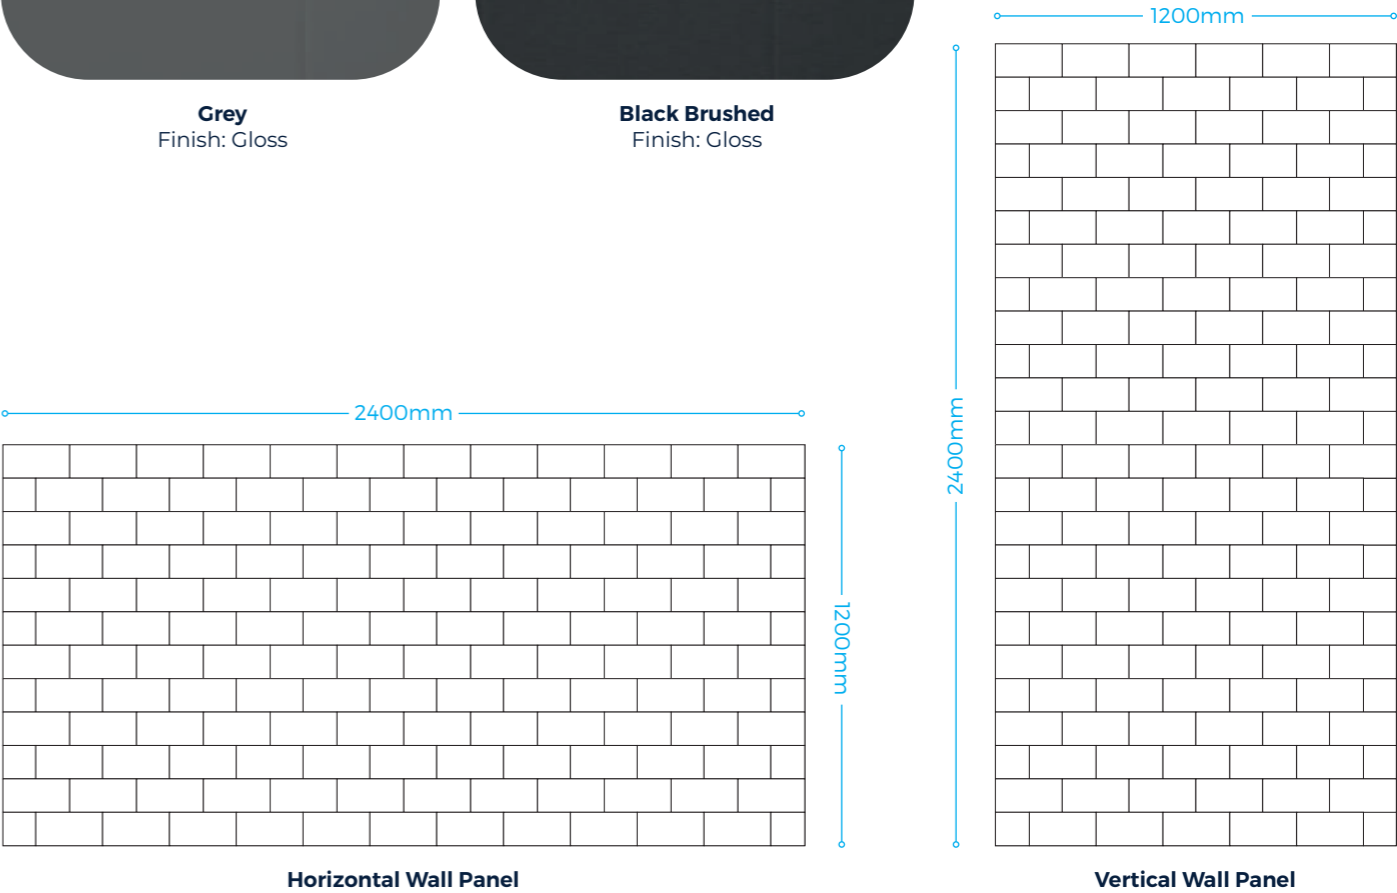 Grey
Finish: Gloss
Black Brushed
Finish: Gloss
1200mm
2400mm
2400mm
1200mm
Horizontal Wall Panel
Vertical Wall Panel